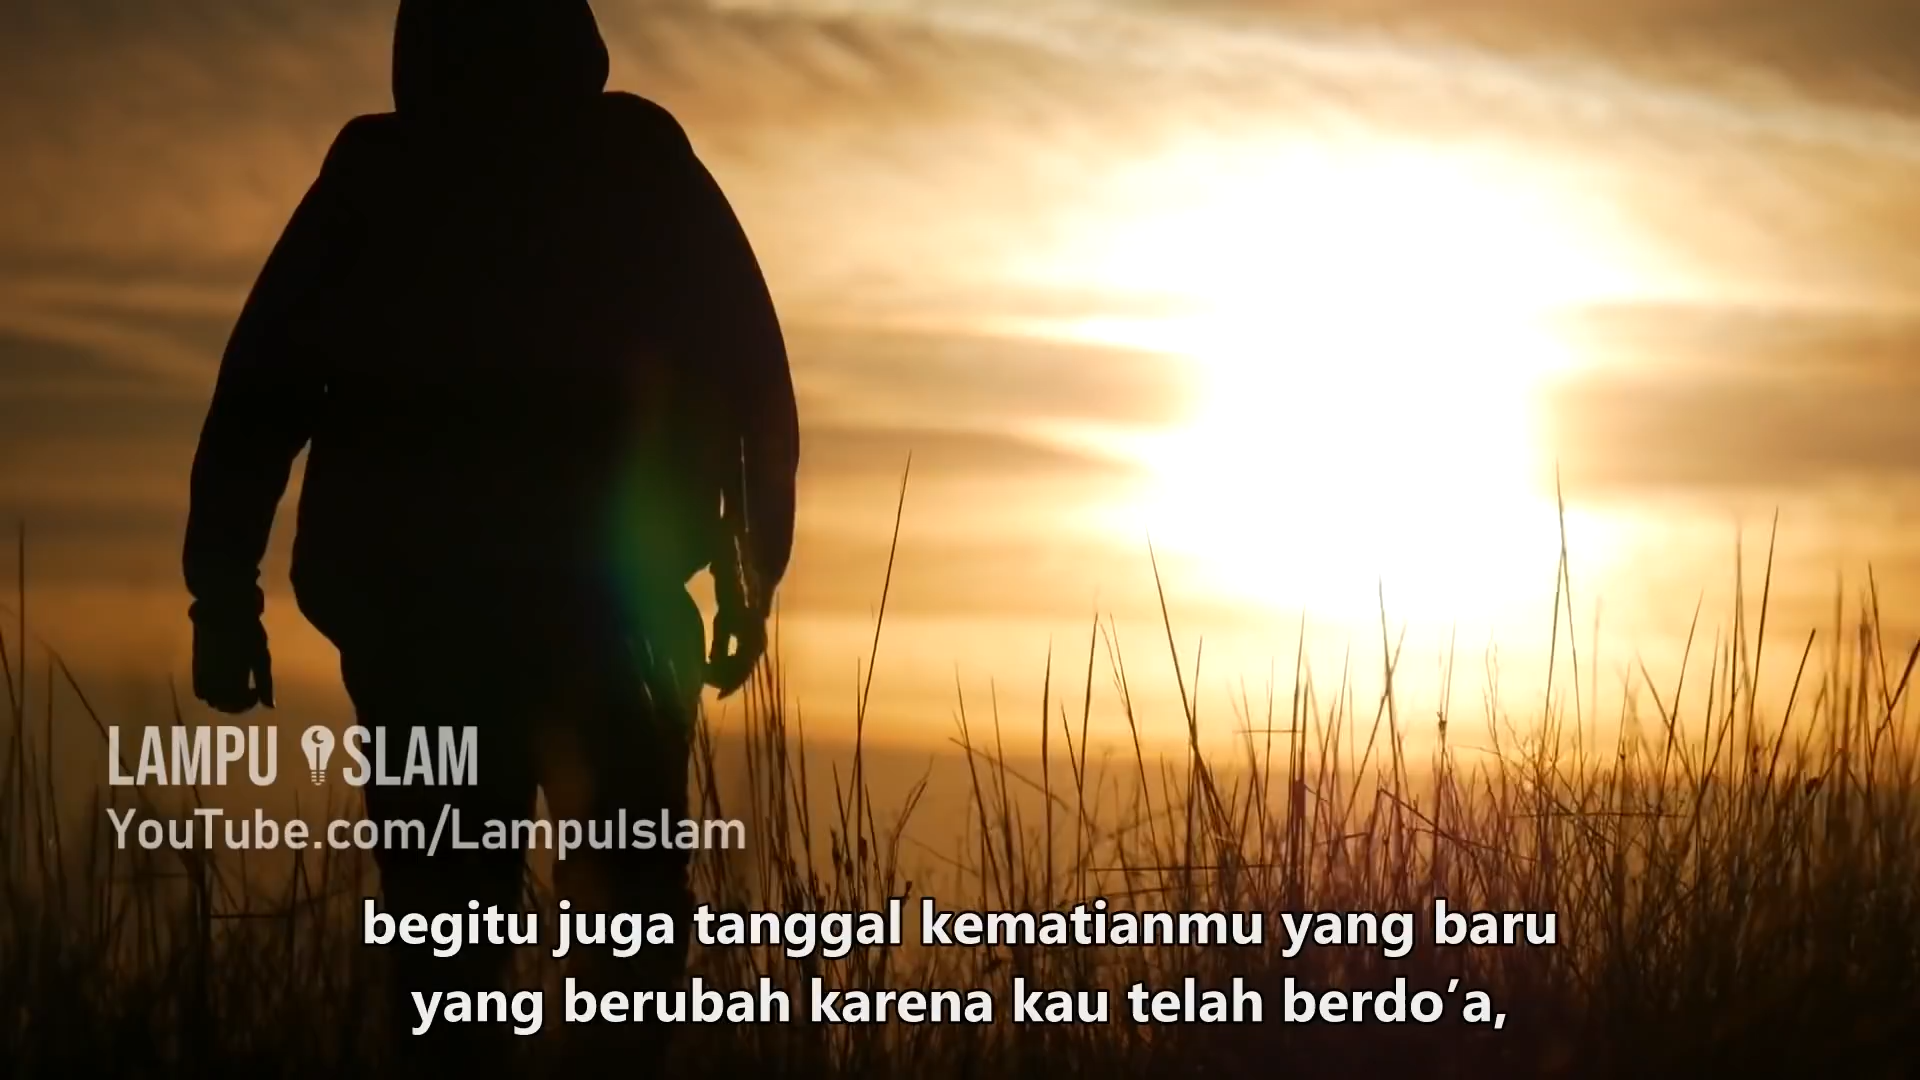 LAMPU ISLAM
YouTube.com/LampuIslam
begitu juga tanggal kematianmu yang baru
yang berubah karena kau telah berdo’a,